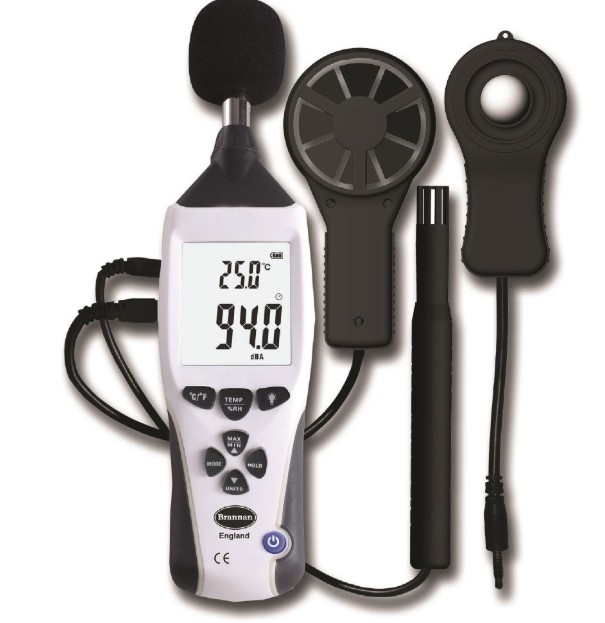 25.0 °C
94.0
dBA
°C/°F
TEMP
%RH
MAX
MIN
MODE
HOLD
UNITS
Brannan
England
CE